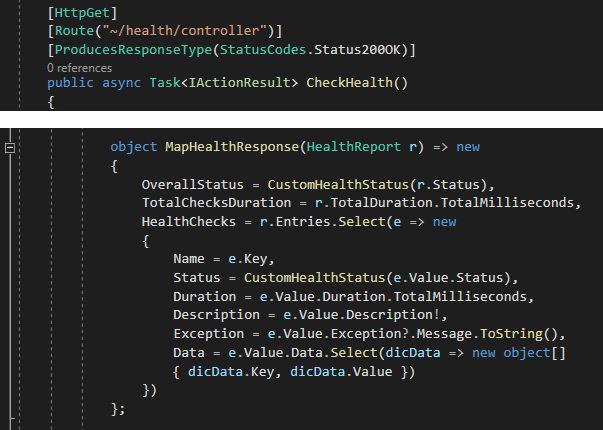 [HttpGet]
[Route("~/health/controller")]
[ProducesResponseType(StatusCodes.Status200OK)]
0 references
public async Task<IActionResult> CheckHealth()
{
object MapHealthResponse(HealthReport r) => new
{
OverallStatus = CustomHealthStatus(r.Status),
TotalChecksDuration = r.TotalDuration.TotalMilliseconds,
HealthChecks = r.Entries.Select(e => new
{
Name = e.Key,
Status = CustomHealthStatus(e.Value.Status),
Duration = e.Value.Duration.TotalMilliseconds,
Description = e.Value.Description!,
Exception = e.Value.Exception?.Message.ToString(),
Data = e.Value.Data.Select(dicData => new object[]
{ dicData.Key, dicData.Value })
})
};